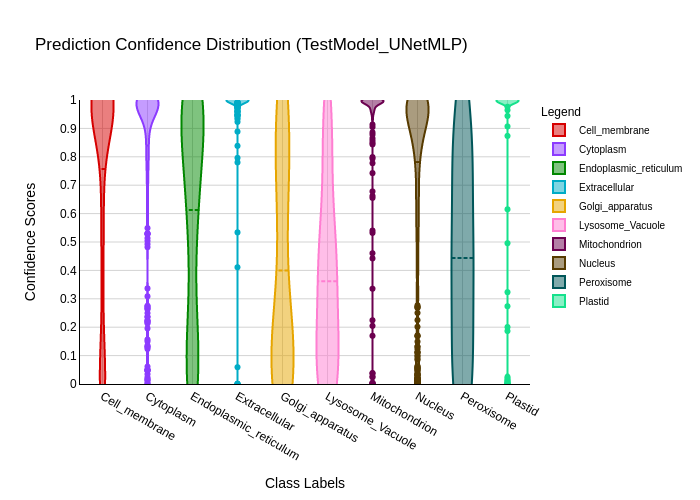 Prediction Confidence Distribution (TestModel_UNetMLP)
Legend
Cell_membrane
Cytoplasm
Endoplasmic_reticulum
Extracellular
Golgi_apparatus
Lysosome_Vacuole
Mitochondrion
Nucleus
Peroxisome
Plastid
Confidence Scores
1
0.9
0.8
0.7
0.6
0.5
0.4
0.3
0.2
0.1
0
Cell_membrane
Cytoplasm
Endoplasmic_reticulum
Extracellular
Golgi_apparatus
Lysosome_Vacuole
Mitochondrion
Nucleus
Peroxisome
Plastid
Class Labels